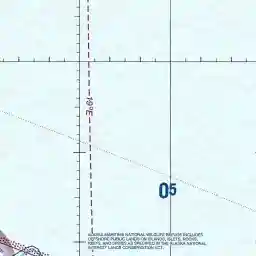 19°E
05
ALASKA MARITIME NATIONAL WILDLIFE REFUGE INCLUDES
OFFSHORE PUBLIC LANDS ON ISLANDS, ISLETS, ROCKS,
REEFS, AND SPIRES AS SPECIFIED IN THE ALASKA NATIONAL
INTEREST LANDS CONSERVATION ACT.